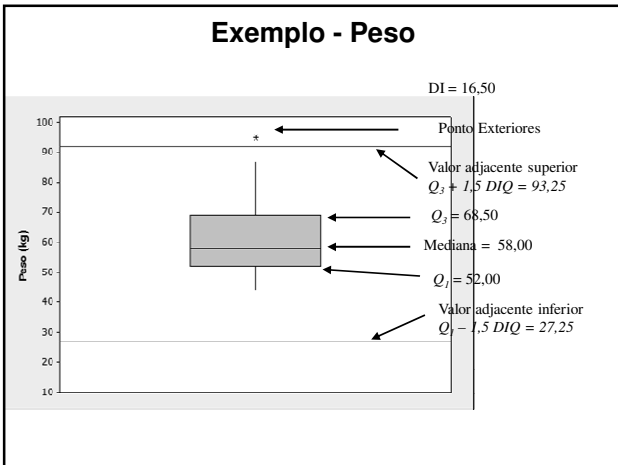 Exemplo - Peso
DI = 16,50
Ponto Exteriores
Valor adjacente superior
Q3 + 1,5 DIQ = 93,25
Q3 = 68,50
Mediana = 58,00
Q1 = 52,00
Valor adjacente inferior
Q1 – 1,5 DIQ = 27,25
Peso (kg)
100
90
80
70
60
50
40
30
20
10